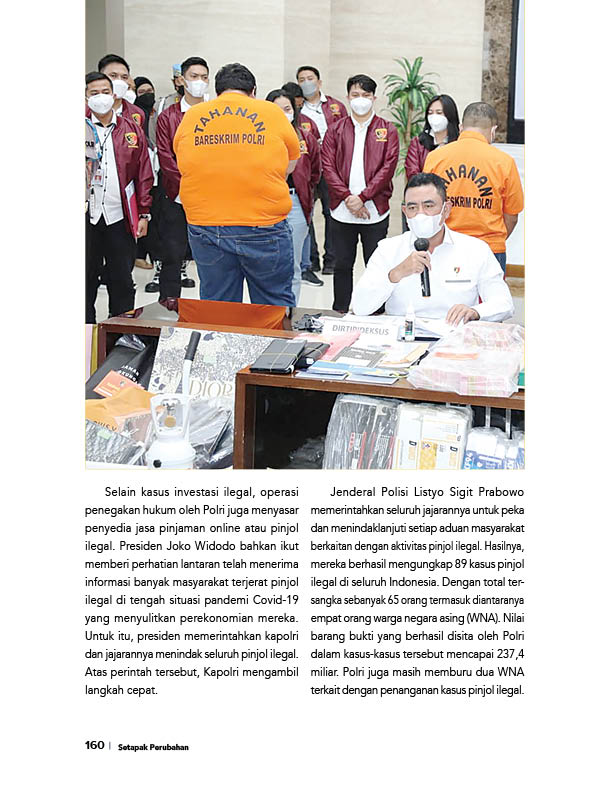 TAHANAN
BARESKRIM POLRI
TAHANAN
BARESKRIM POLRI
DIRTIPIDEKSUS
DIOR
Selain kasus investasi ilegal, operasi
penegakan hukum oleh Polri juga menyasar
penyedia jasa pinjaman online atau pinjol
ilegal. Presiden Joko Widodo bahkan ikut
memberi perhatian lantaran telah menerima
informasi banyak masyarakat terjerat pinjol
ilegal di tengah situasi pandemi Covid-19
yang menyulitkan perekonomian mereka.
Untuk itu, presiden memerintahkan kapolri
dan jajarannya menindak seluruh pinjol ilegal.
Atas perintah tersebut, Kapolri mengambil
langkah cepat.
Jenderal Polisi Listyo Sigit Prabowo
memerintahkan seluruh jajarannya untuk peka
dan menindaklanjuti setiap aduan masyarakat
berkaitan dengan aktivitas pinjol ilegal. Hasilnya,
mereka berhasil mengungkap 89 kasus pinjol
ilegal di seluruh Indonesia. Dengan total ter-
sangka sebanyak 65 orang termasuk diantaranya
empat orang warga negara asing (WNA). Nilai
barang bukti yang berhasil disita oleh Polri
dalam kasus-kasus tersebut mencapai 237,4
miliar. Polri juga masih memburu dua WNA
terkait dengan penanganan kasus pinjol ilegal.
160 | Setapak Perubahan